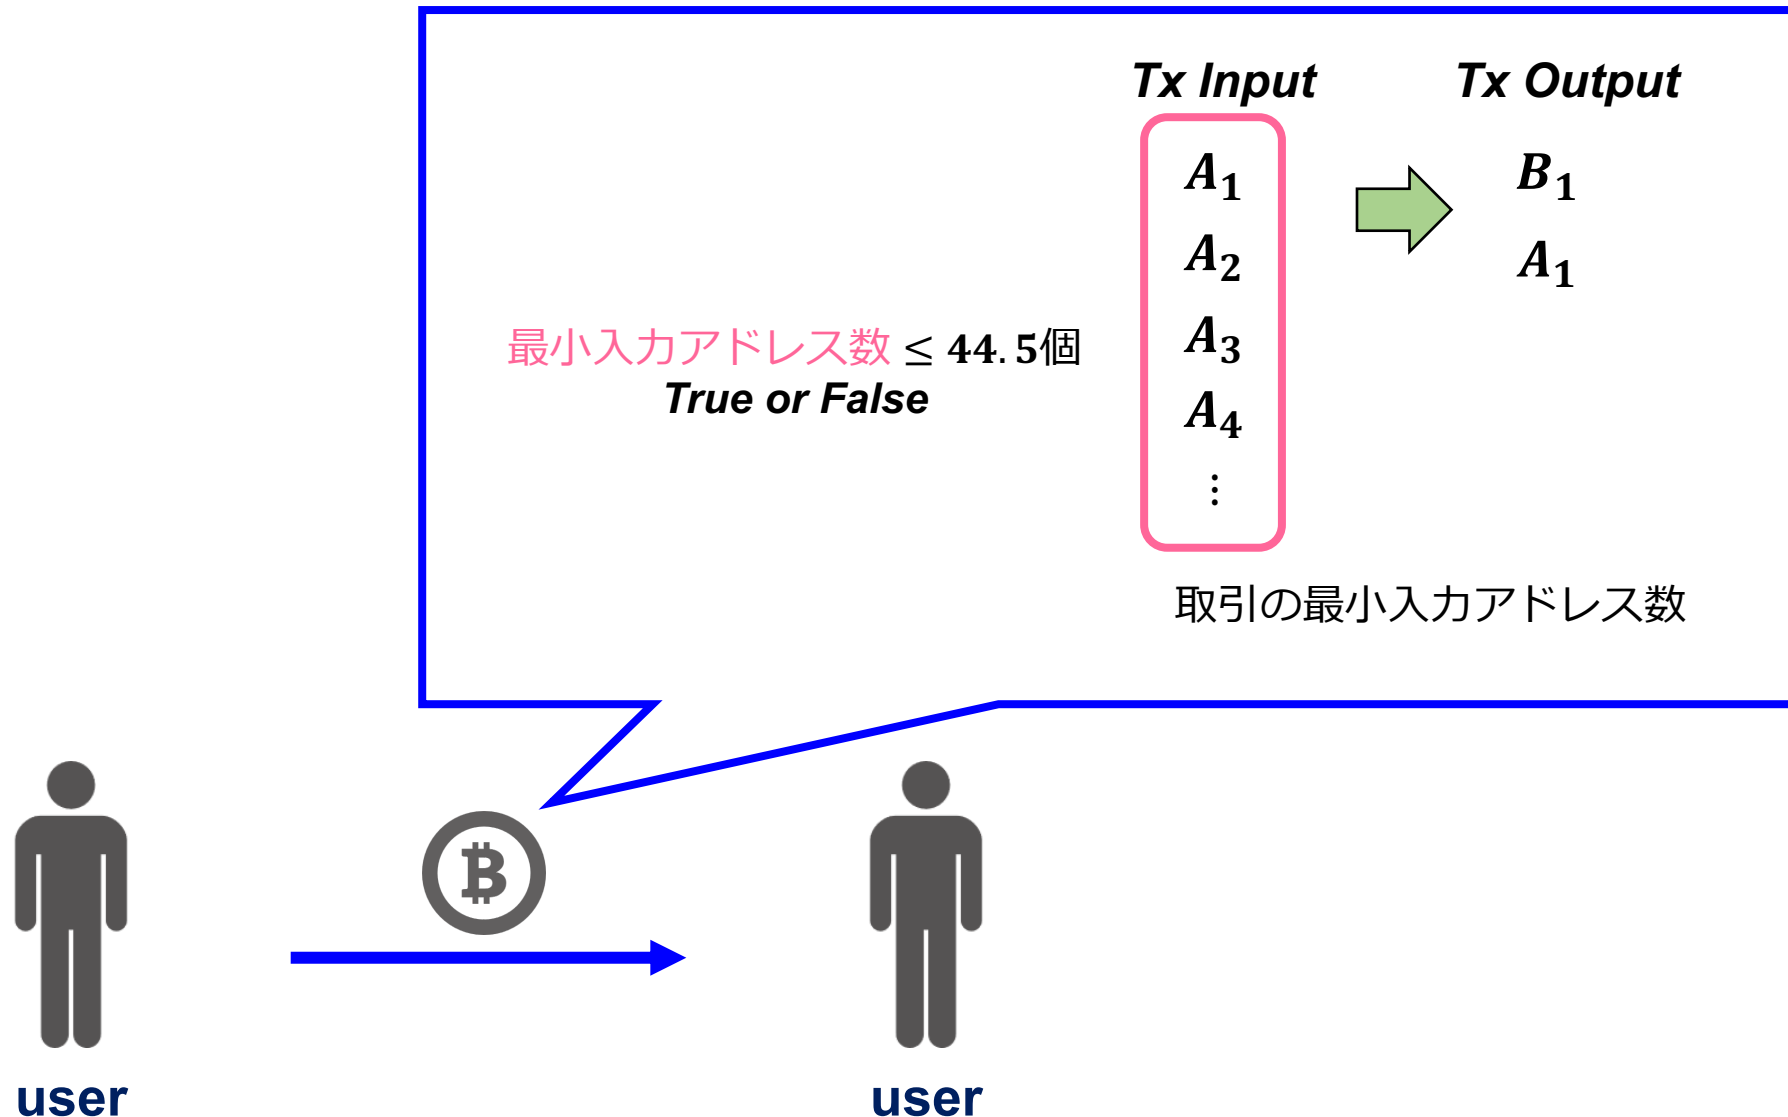 Tx Input Tx Output
A₁ B₁
A₂ A₁
A₃
最小入力アドレス数 ≤ 44.5個
True or False
A₄
⋮
取引の最小入力アドレス数
₿
user user